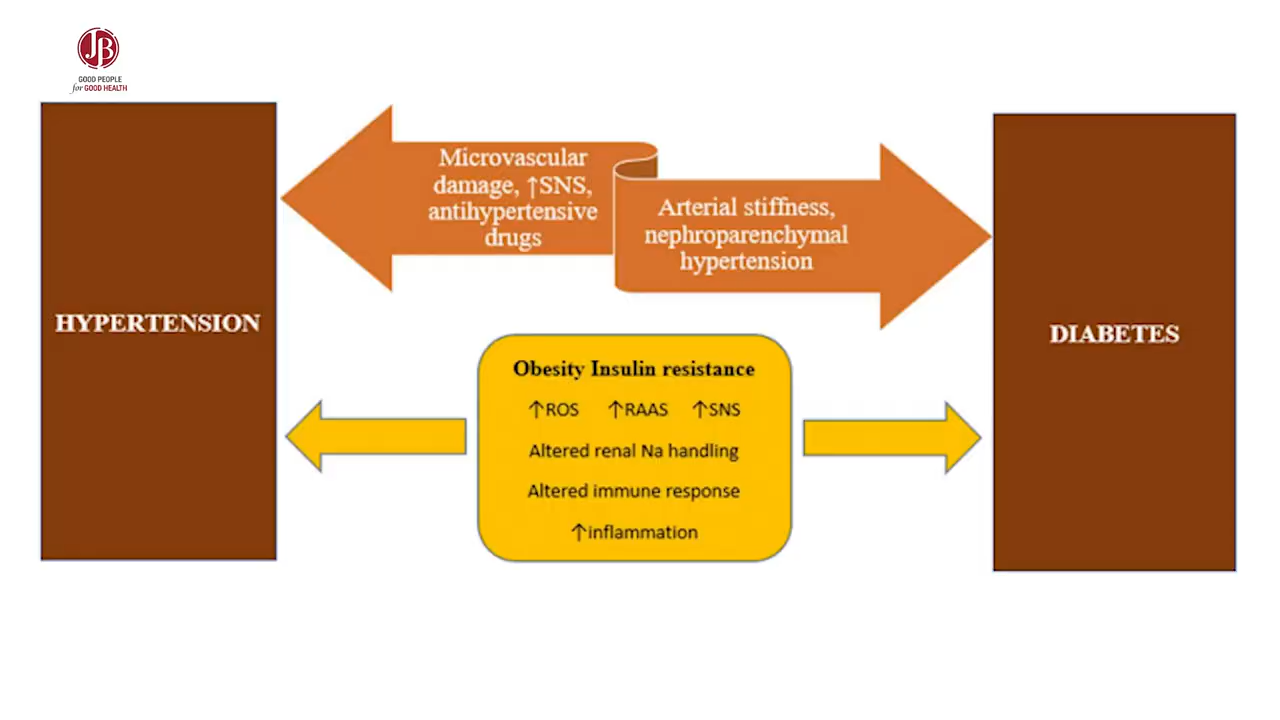 JB
GOOD PEOPLE
for GOOD HEALTH
HYPERTENSION
Microvascular
damage, ↑SNS,
antihypertensive
drugs
Arterial stiffness,
nephroparenchymal
hypertension
DIABETES
Obesity Insulin resistance
↑ROS ↑RAAS ↑SNS
Altered renal Na handling
Altered immune response
↑inflammation